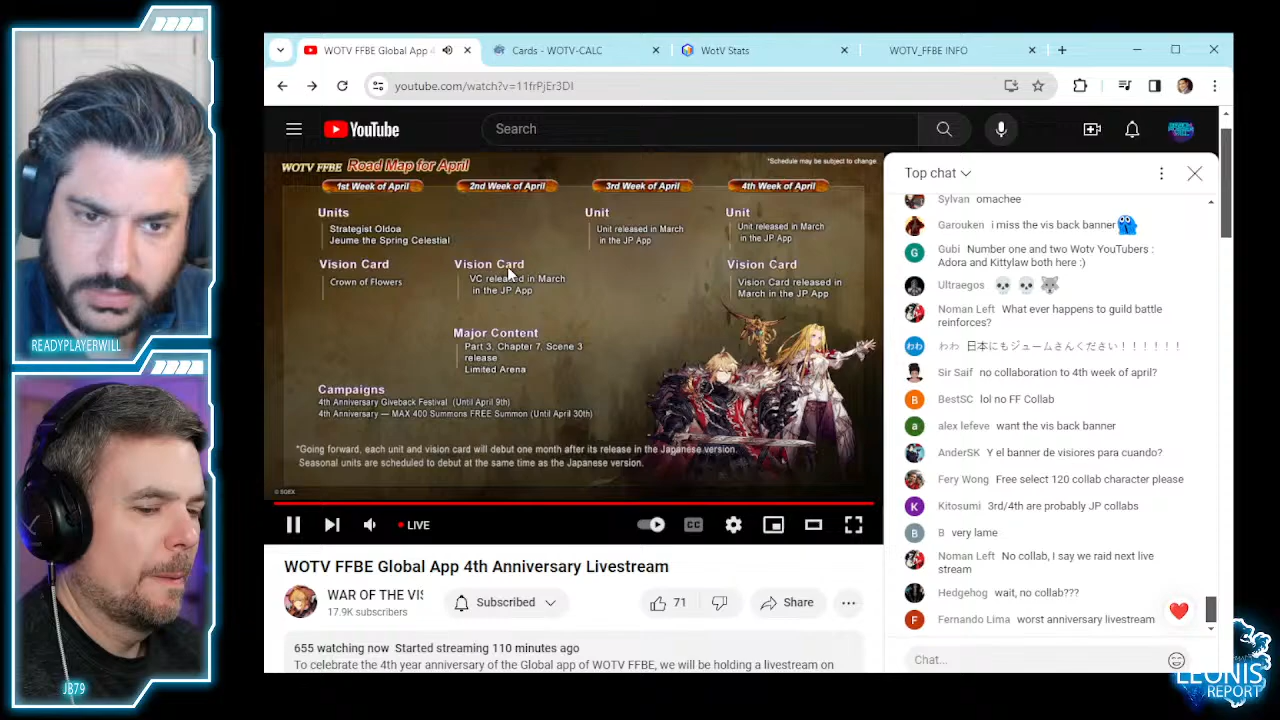 WOTV FFBE Global App 4
Cards - WOTV-CALC
WotV Stats
WOTV_FFBE INFO
youtube.com/watch?v=11frPjEr3DI
YouTube
Search
WOTV FFBE Road Map for April
*Schedule may be subject to change.
1st Week of April
2nd Week of April
3rd Week of April
4th Week of April
Units
Strategist Oldoa
Jeume the Spring Celestial
Unit
Unit released in March
in the JP App
Unit
Unit released in March
in the JP App
Vision Card
Crown of Flowers
Vision Card
VC released in March
in the JP App
Vision Card
Vision Card released in
March in the JP App
Major Content
Part 3, Chapter 7, Scene 3
release
Limited Arena
Campaigns
4th Anniversary Giveback Festival (Until April 9th)
4th Anniversary — MAX 400 Summons FREE Summon (Until April 30th)
*Going forward, each unit and vision card will debut one month after its release in the Japanese version.
Seasonal units are scheduled to debut at the same time as the Japanese version.
© SQEX
LIVE
CC
WOTV FFBE Global App 4th Anniversary Livestream
WAR OF THE VIS
17.9K subscribers
Subscribed
71
Share
655 watching now Started streaming 110 minutes ago
To celebrate the 4th year anniversary of the Global app of WOTV FFBE, we will be holding a livestream on
Top chat
Sylvan omachee
Garouken i miss the vis back banner
Gubi Number one and two Wotv YouTubers :
Adora and Kittylaw both here :)
Ultraegos
Noman Left What ever happens to guild battle
reinforces?
わわ 日本にもジュームさんください！！！！！！
Sir Saif no collaboration to 4th week of april?
BestSC lol no FF Collab
alex lefeve want the vis back banner
AnderSK Y el banner de visiores para cuando?
Fery Wong Free select 120 collab character please
Kitosumi 3rd/4th are probably JP collabs
B very lame
Noman Left No collab, I say we raid next live
stream
Hedgehog wait, no collab???
Fernando Lima worst anniversary livestream
Chat...
READYPLAYERWILL
JB79
LEONIS
REPORT